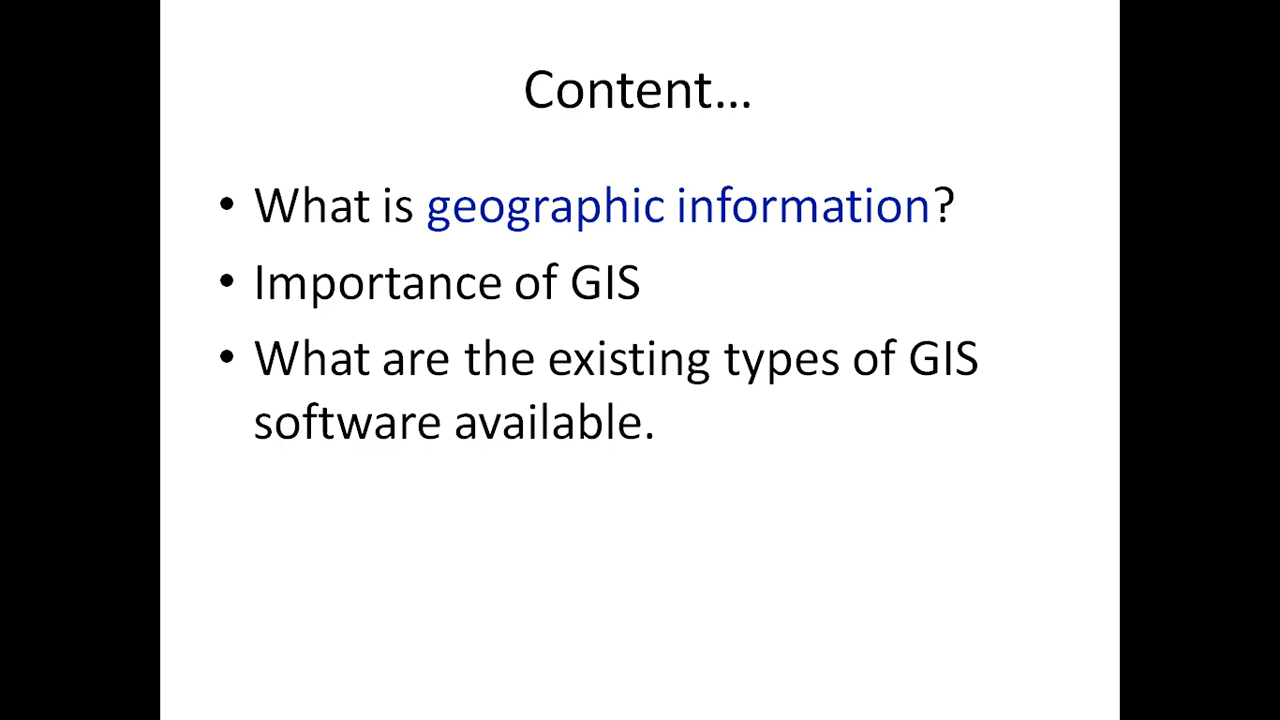 Content...
• What is geographic information?
• Importance of GIS
• What are the existing types of GIS
software available.